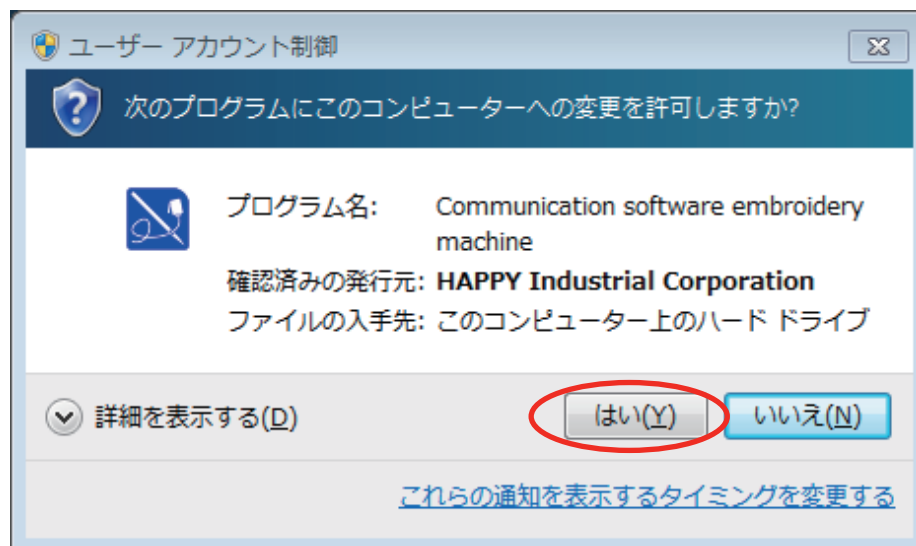 ユーザー アカウント制御
次のプログラムにこのコンピューターへの変更を許可しますか?
プログラム名: Communication software embroidery
machine
確認済みの発行元: HAPPY Industrial Corporation
ファイルの入手先: このコンピューター上のハード ドライブ
詳細を表示する(D) はい(Y) いいえ(N)
これらの通知を表示するタイミングを変更する